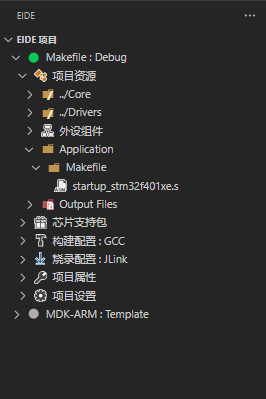 EIDE
EIDE 项目
Makefile : Debug
项目资源
../Core
../Drivers
外设组件
Application
Makefile
startup_stm32f401xe.s
Output Files
芯片支持包
构建配置 : GCC
烧录配置 : JLink
项目属性
项目设置
MDK-ARM : Template